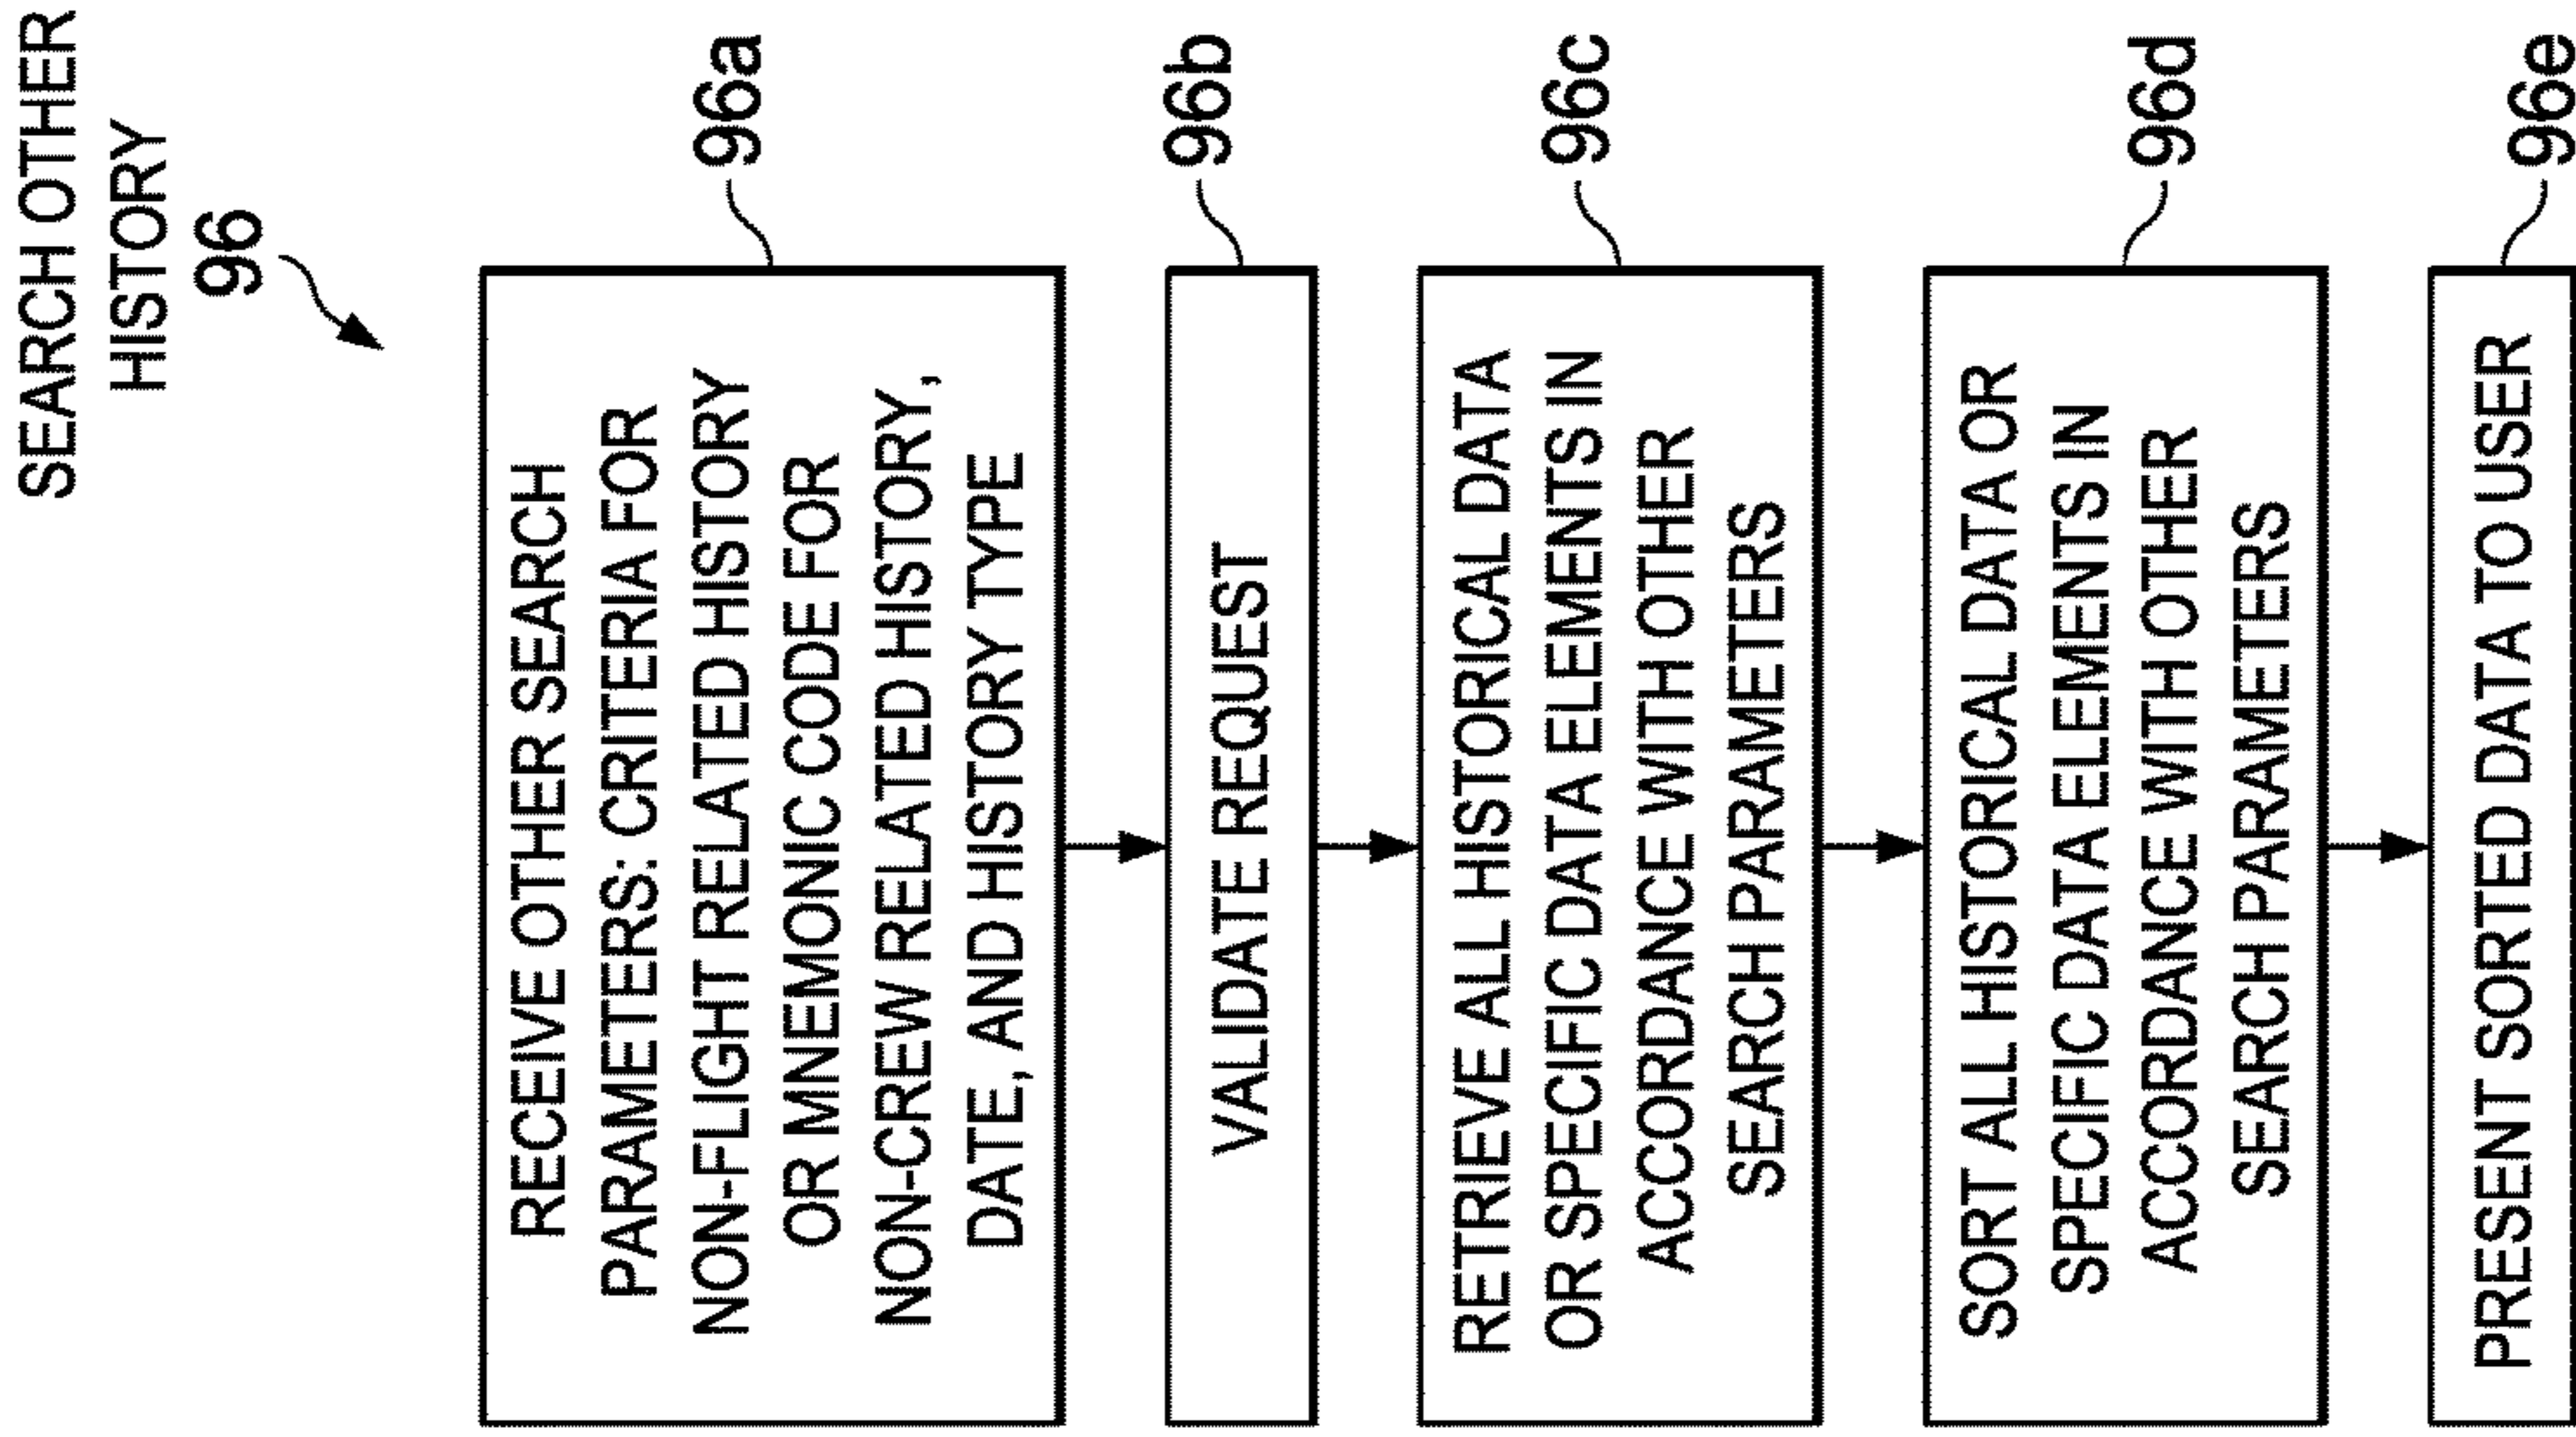 SEARCH OTHER
HISTORY
96
96a
RECEIVE OTHER SEARCH
PARAMETERS: CRITERIA FOR
NON-FLIGHT RELATED HISTORY
OR MNEMONIC CODE FOR
NON-CREW RELATED HISTORY,
DATE, AND HISTORY TYPE
96b
VALIDATE REQUEST
96c
RETRIEVE ALL HISTORICAL DATA
OR SPECIFIC DATA ELEMENTS IN
ACCORDANCE WITH OTHER
SEARCH PARAMETERS
96d
SORT ALL HISTORICAL DATA OR
SPECIFIC DATA ELEMENTS IN
ACCORDANCE WITH OTHER
SEARCH PARAMETERS
96e
PRESENT SORTED DATA TO USER